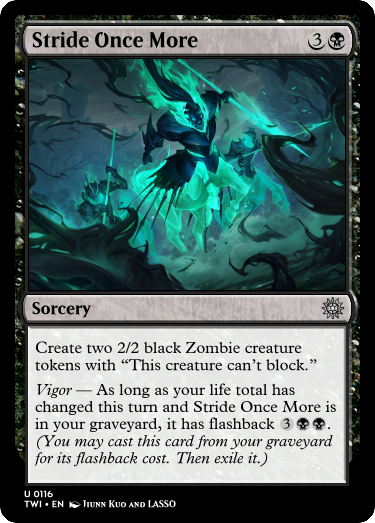 Stride Once More 3
Sorcery
Create two 2/2 black Zombie creature
tokens with “This creature can’t block.”
Vigor — As long as your life total has
changed this turn and Stride Once More is
in your graveyard, it has flashback 3.
(You may cast this card from your graveyard
for its flashback cost. Then exile it.)
U 0116
TWI • EN Jiunn Kuo and LASSO